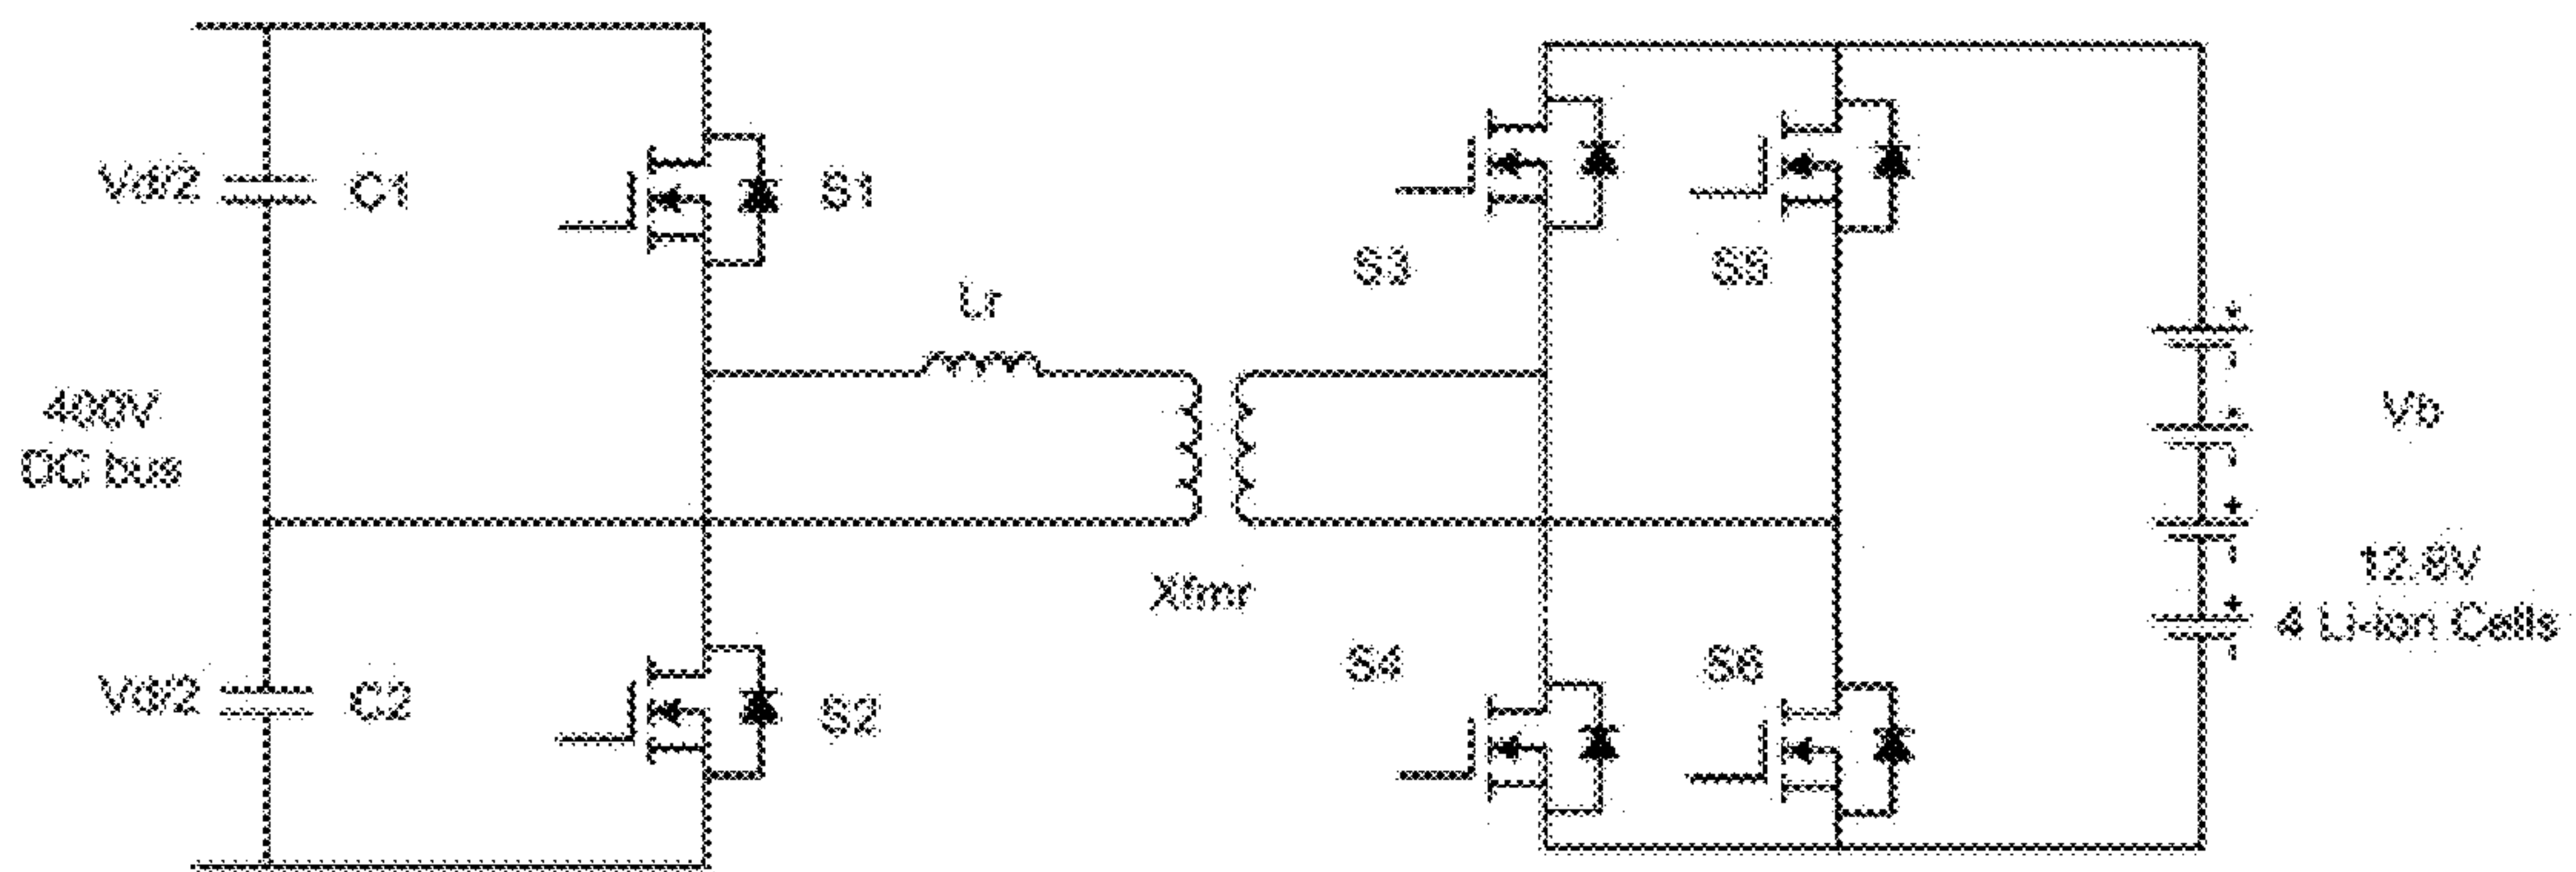 Vd/2
C1
S1
S3
S5
Lr
400V
DC bus
Vb
Xfmr
12.8V
4 Li-ion Cells
S4
S6
Vd/2
C2
S2